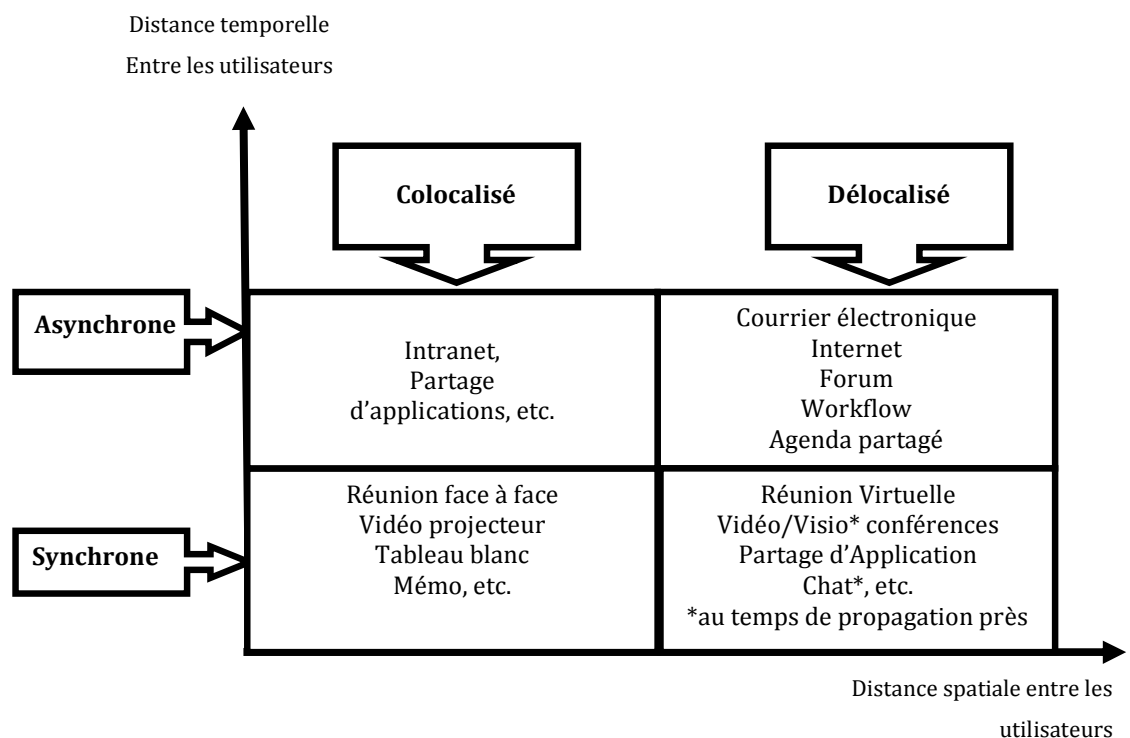 Distance temporelle
Entre les utilisateurs
Colocalisé
Délocalisé
Asynchrone
Intranet,
Partage
d’applications, etc.
Courrier électronique
Internet
Forum
Workflow
Agenda partagé
Synchrone
Réunion face à face
Vidéo projecteur
Tableau blanc
Mémo, etc.
Réunion Virtuelle
Vidéo/Visio* conférences
Partage d’Application
Chat*, etc.
*au temps de propagation près
Distance spatiale entre les
utilisateurs